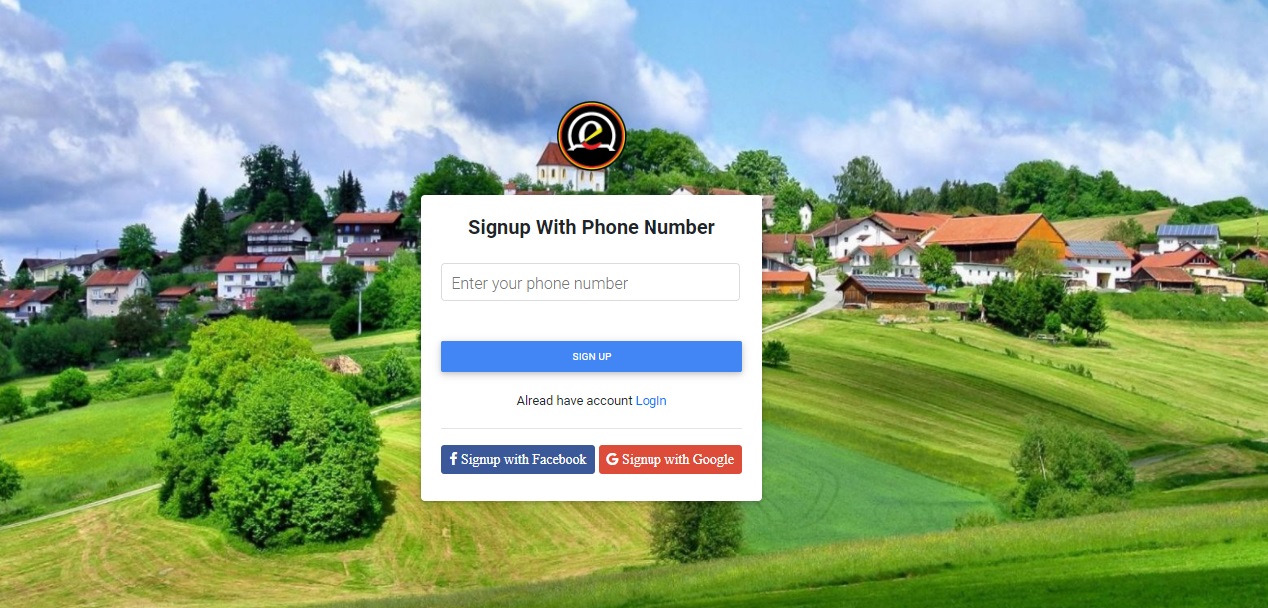 Signup With Phone Number
Enter your phone number
SIGN UP
Alread have account LogIn
Signup with Facebook
Signup with Google